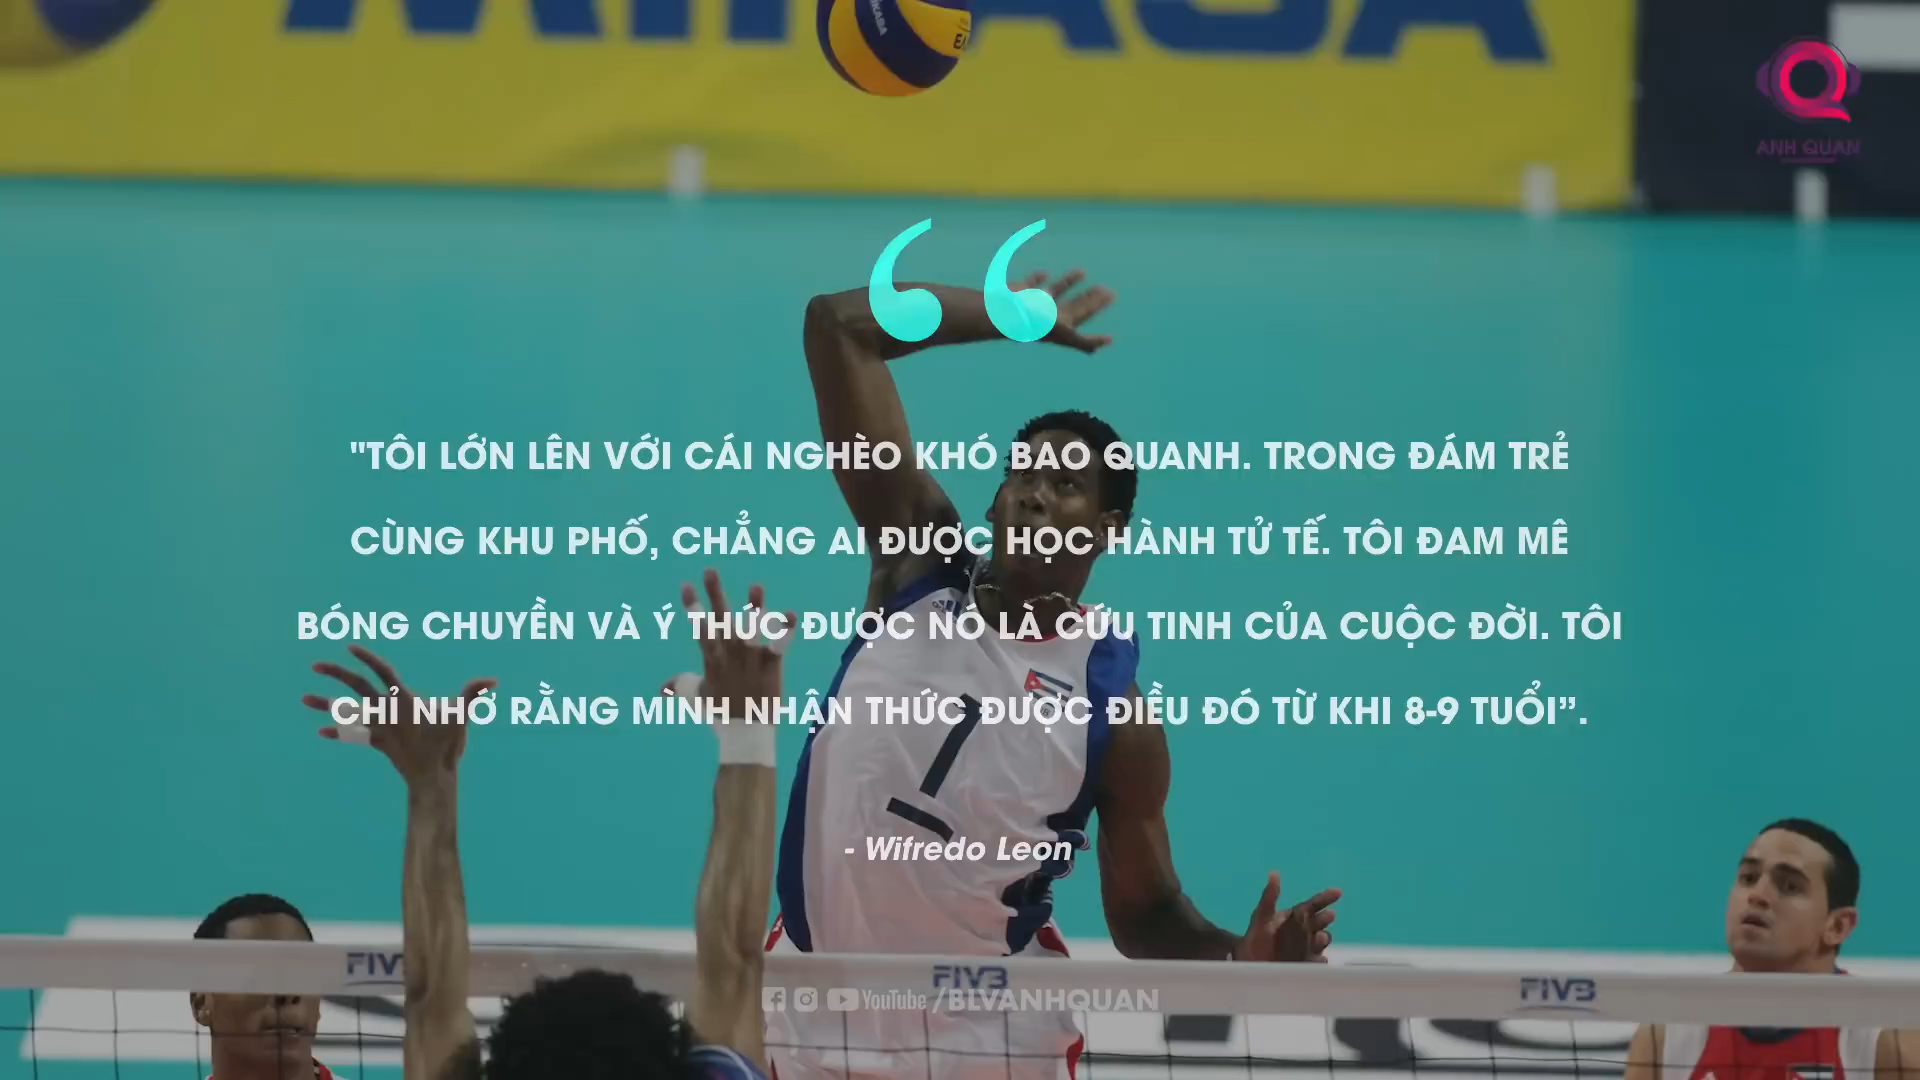 MIKASA
MIKASA
ANH QUAN
"TÔI LỚN LÊN VỚI CÁI NGHÈO KHÓ BAO QUANH. TRONG ĐÁM TRẺ
CÙNG KHU PHỐ, CHẲNG AI ĐƯỢC HỌC HÀNH TỬ TẾ. TÔI ĐAM MÊ
BÓNG CHUYỀN VÀ Ý THỨC ĐƯỢC NÓ LÀ CỨU TINH CỦA CUỘC ĐỜI. TÔI
CHỈ NHỚ RẰNG MÌNH NHẬN THỨC ĐƯỢC ĐIỀU ĐÓ TỪ KHI 8-9 TUỔI”.
7
- Wifredo Leon
FIVB
FIVB
FIVB
YouTube /BLVANHQUAN